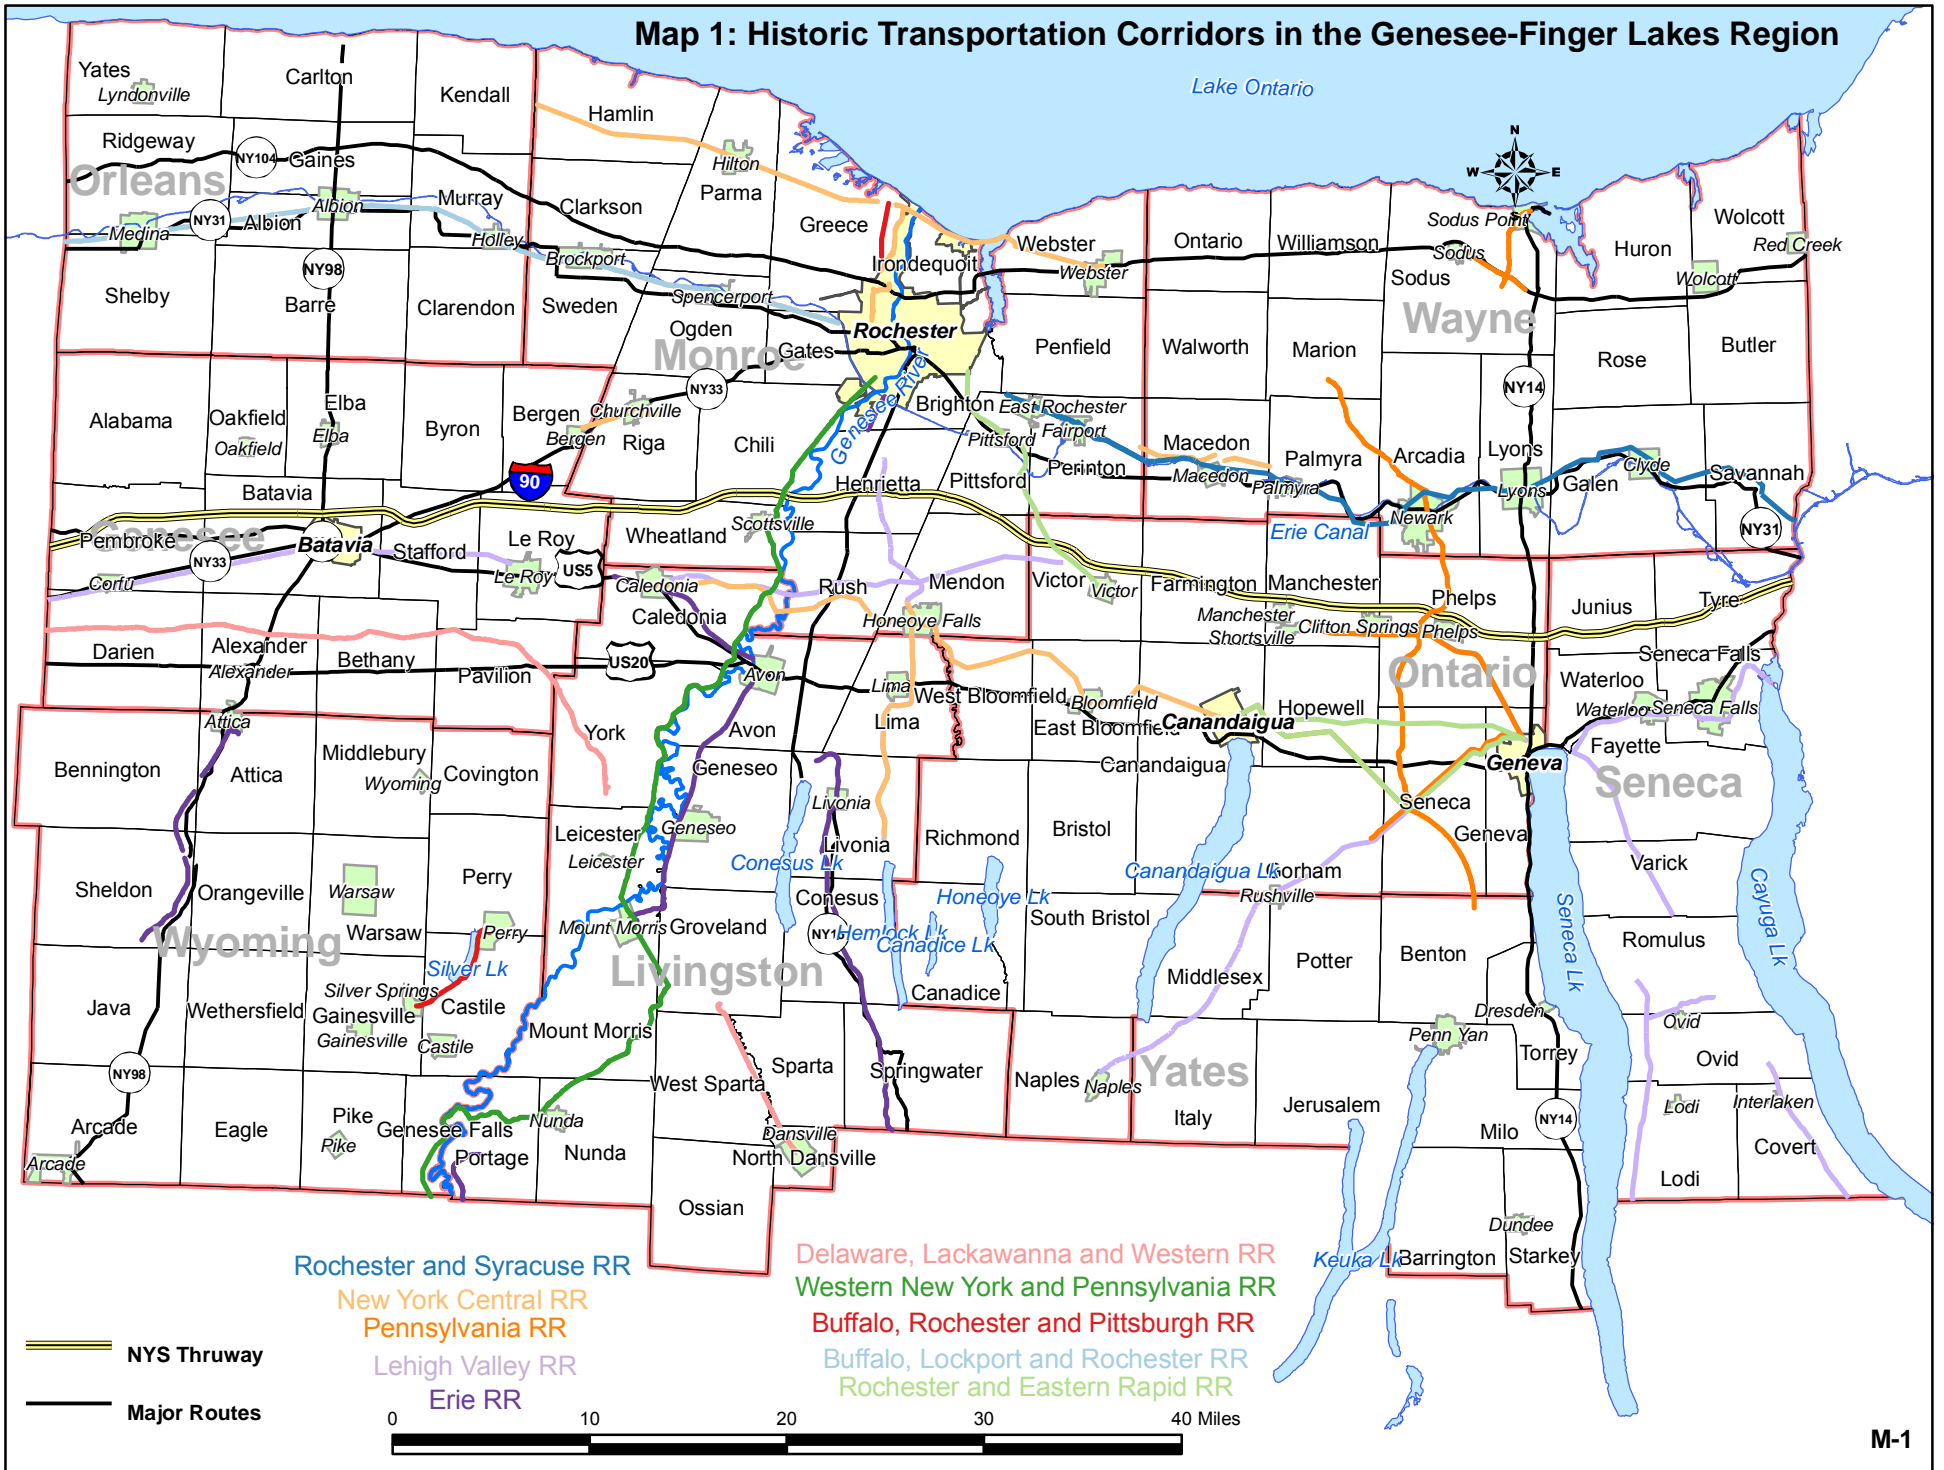 Map 1: Historic Transportation Corridors in the Genesee-Finger Lakes Region
Lake Ontario
Yates
Lyndonville
Carlton
Kendall
Hamlin
Ridgeway
NY104
Gaines
Hilton
Parma
Orleans
NY31
Albion
Albion
Murray
Clarkson
Greece
Medina
Holley
Brockport
Irondequoit
Webster
Webster
Ontario
Williamson
N
W
E
S
Sodus Point
Sodus
Sodus
Huron
Wolcott
Red Creek
Wolcott
NY98
Shelby
Barre
Clarendon
Sweden
Spencerport
Ogden
Rochester
Monroe
Gates
Penfield
Walworth
Marion
Wayne
Rose
Butler
NY33
NY14
Alabama
Oakfield
Oakfield
Elba
Elba
Byron
Bergen
Bergen
Churchville
Riga
Chili
Genesee River
Brighton
East Rochester
Pittsford
Fairport
Perinton
Pittsford
Macedon
Macedon
Palmyra
Palmyra
Arcadia
Lyons
Lyons
Galen
Clyde
Savannah
90
Batavia
Henrietta
Scottsville
Newark
Erie Canal
NY31
Genesee
Pembroke
NY33
Batavia
Stafford
Le Roy
Le Roy
US5
Wheatland
Corfu
Caledonia
Caledonia
Rush
Mendon
Victor
Victor
Farmington
Manchester
Manchester
Shortsville
Clifton Springs
Phelps
Phelps
Junius
Tyre
Honeoye Falls
Darien
Alexander
Alexander
Bethany
Pavilion
US20
Avon
Lima
West Bloomfield
Bloomfield
Ontario
Waterloo
Seneca Falls
Waterloo
Seneca Falls
Attica
York
Avon
Lima
East Bloomfield
Canandaigua
Hopewell
Fayette
Bennington
Attica
Middlebury
Wyoming
Covington
Geneseo
Canandaigua
Geneva
Seneca
Seneca
Geneva
Livonia
Livonia
Leicester
Leicester
Geneseo
Conesus Lk
Richmond
Bristol
Canandaigua Lk
Gorham
Rushville
Varick
Cayuga Lk
Sheldon
Orangeville
Warsaw
Warsaw
Perry
Perry
Mount Morris
Groveland
Conesus
NY15
Hemlock Lk
Canadice Lk
Honeoye Lk
South Bristol
Seneca Lk
Romulus
Wyoming
Silver Lk
Livingston
Middlesex
Potter
Benton
Java
Wethersfield
Silver Springs
Gainesville
Gainesville
Castile
Castile
Mount Morris
Canadice
Dresden
Penn Yan
Torrey
Ovid
Ovid
NY98
West Sparta
Sparta
Springwater
Naples
Naples
Yates
Italy
Jerusalem
Milo
NY14
Lodi
Interlaken
Covert
Lodi
Arcade
Arcade
Eagle
Pike
Pike
Genesee Falls
Portage
Nunda
Nunda
Dansville
North Dansville
Ossian
Keuka Lk
Barrington
Dundee
Starkey
Rochester and Syracuse RR
New York Central RR
Pennsylvania RR
Lehigh Valley RR
Erie RR
Delaware, Lackawanna and Western RR
Western New York and Pennsylvania RR
Buffalo, Rochester and Pittsburgh RR
Buffalo, Lockport and Rochester RR
Rochester and Eastern Rapid RR
NYS Thruway
Major Routes
0 10 20 30 40 Miles
M-1